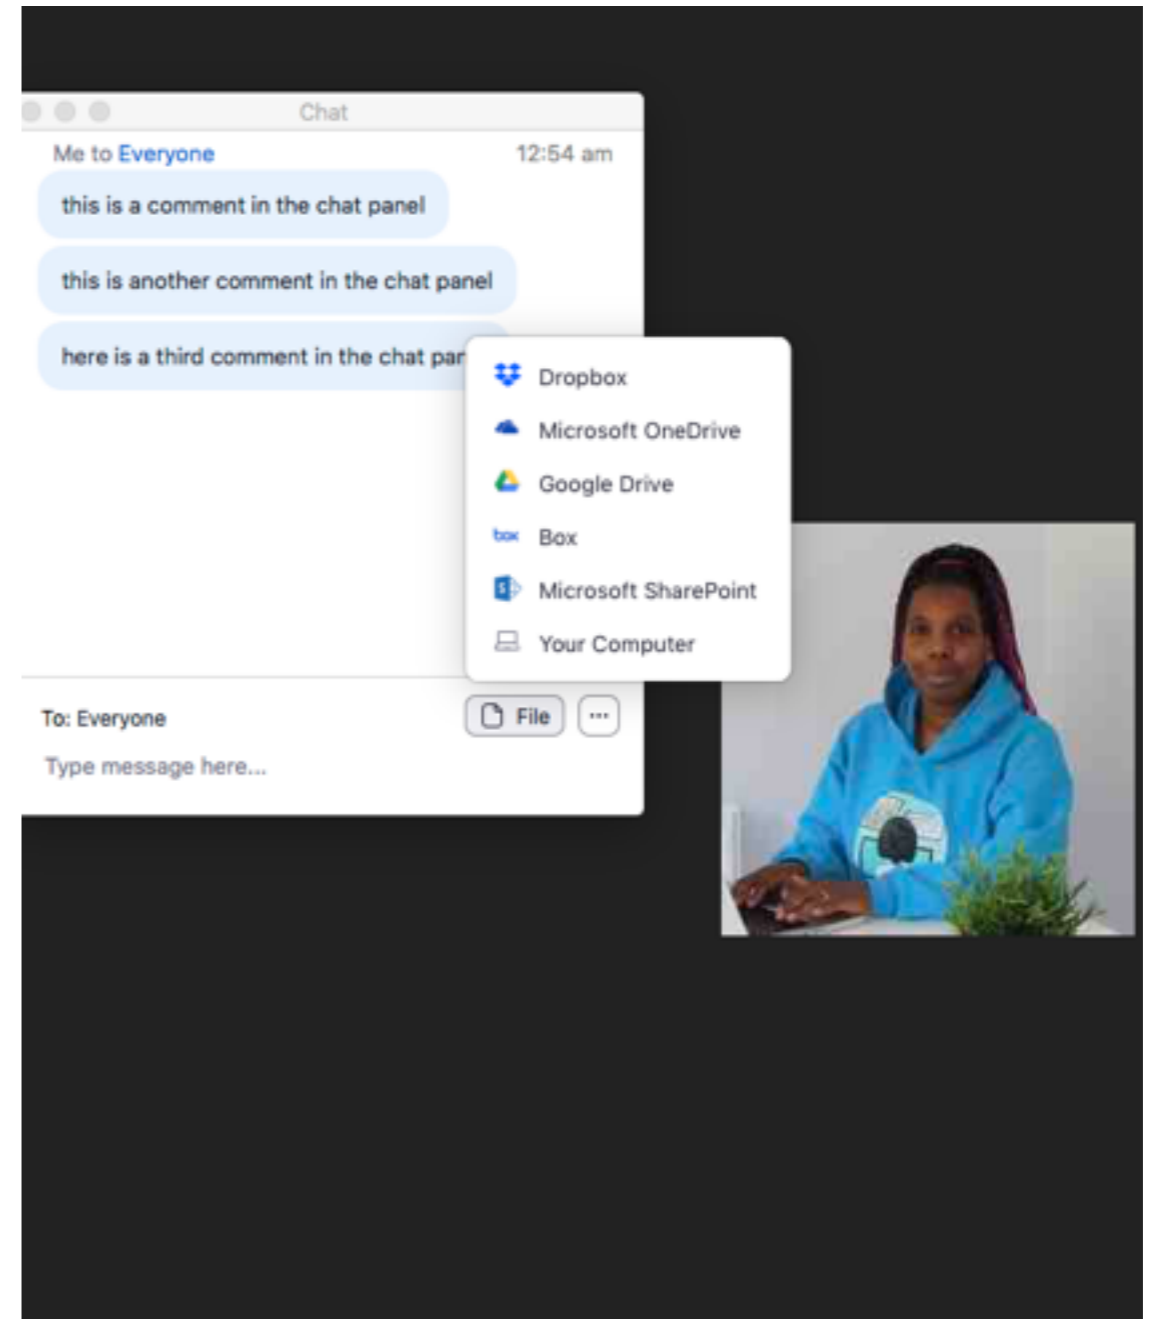 Chat
Me to Everyone 12:54 am
this is a comment in the chat panel
this is another comment in the chat panel
here is a third comment in the chat
Dropbox
Microsoft OneDrive
Google Drive
box Box
Microsoft SharePoint
Your Computer
To: Everyone File
Type message here...